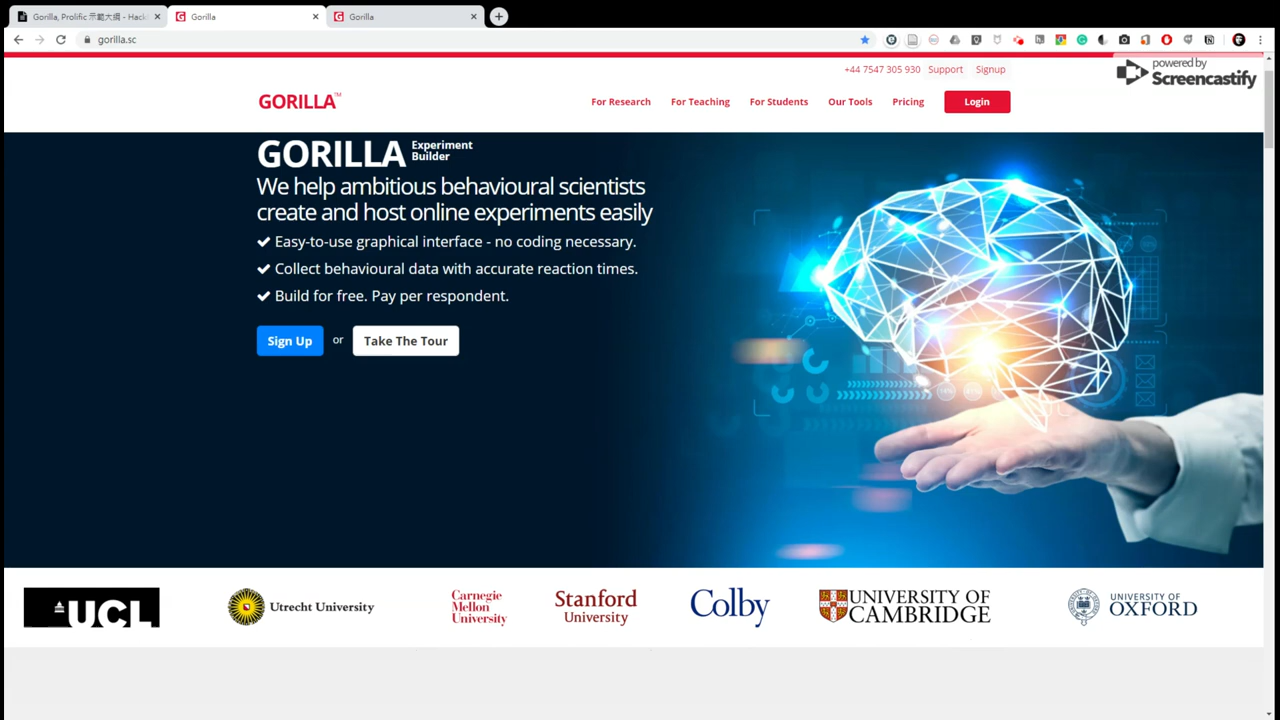 Gorilla, Prolific 示範大綱 - Hack
Gorilla
Gorilla
gorilla.sc
powered by
Screencastify
+44 7547 305 930 Support Signup
GORILLA™
For Research For Teaching For Students Our Tools Pricing Login
GORILLA Experiment
Builder
We help ambitious behavioural scientists
create and host online experiments easily
Easy-to-use graphical interface - no coding necessary.
Collect behavioural data with accurate reaction times.
Build for free. Pay per respondent.
Sign Up or Take The Tour
UCL
Utrecht University
Carnegie
Mellon
University
Stanford
University
Colby
UNIVERSITY OF
CAMBRIDGE
UNIVERSITY OF
OXFORD